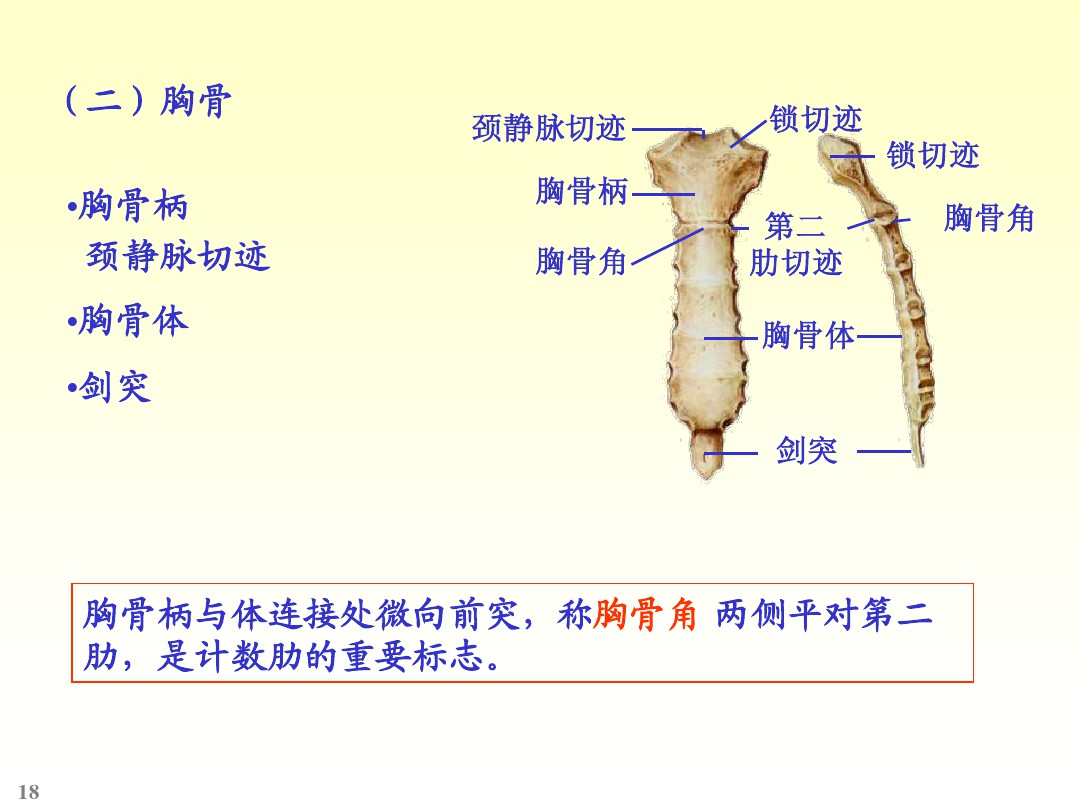 （二）胸骨
•胸骨柄
颈静脉切迹
•胸骨体
•剑突
颈静脉切迹
锁切迹
锁切迹
胸骨柄
第二
肋切迹
胸骨角
胸骨角
胸骨体
剑突
胸骨柄与体连接处微向前突，称胸骨角 两侧平对第二
肋，是计数肋的重要标志。
18